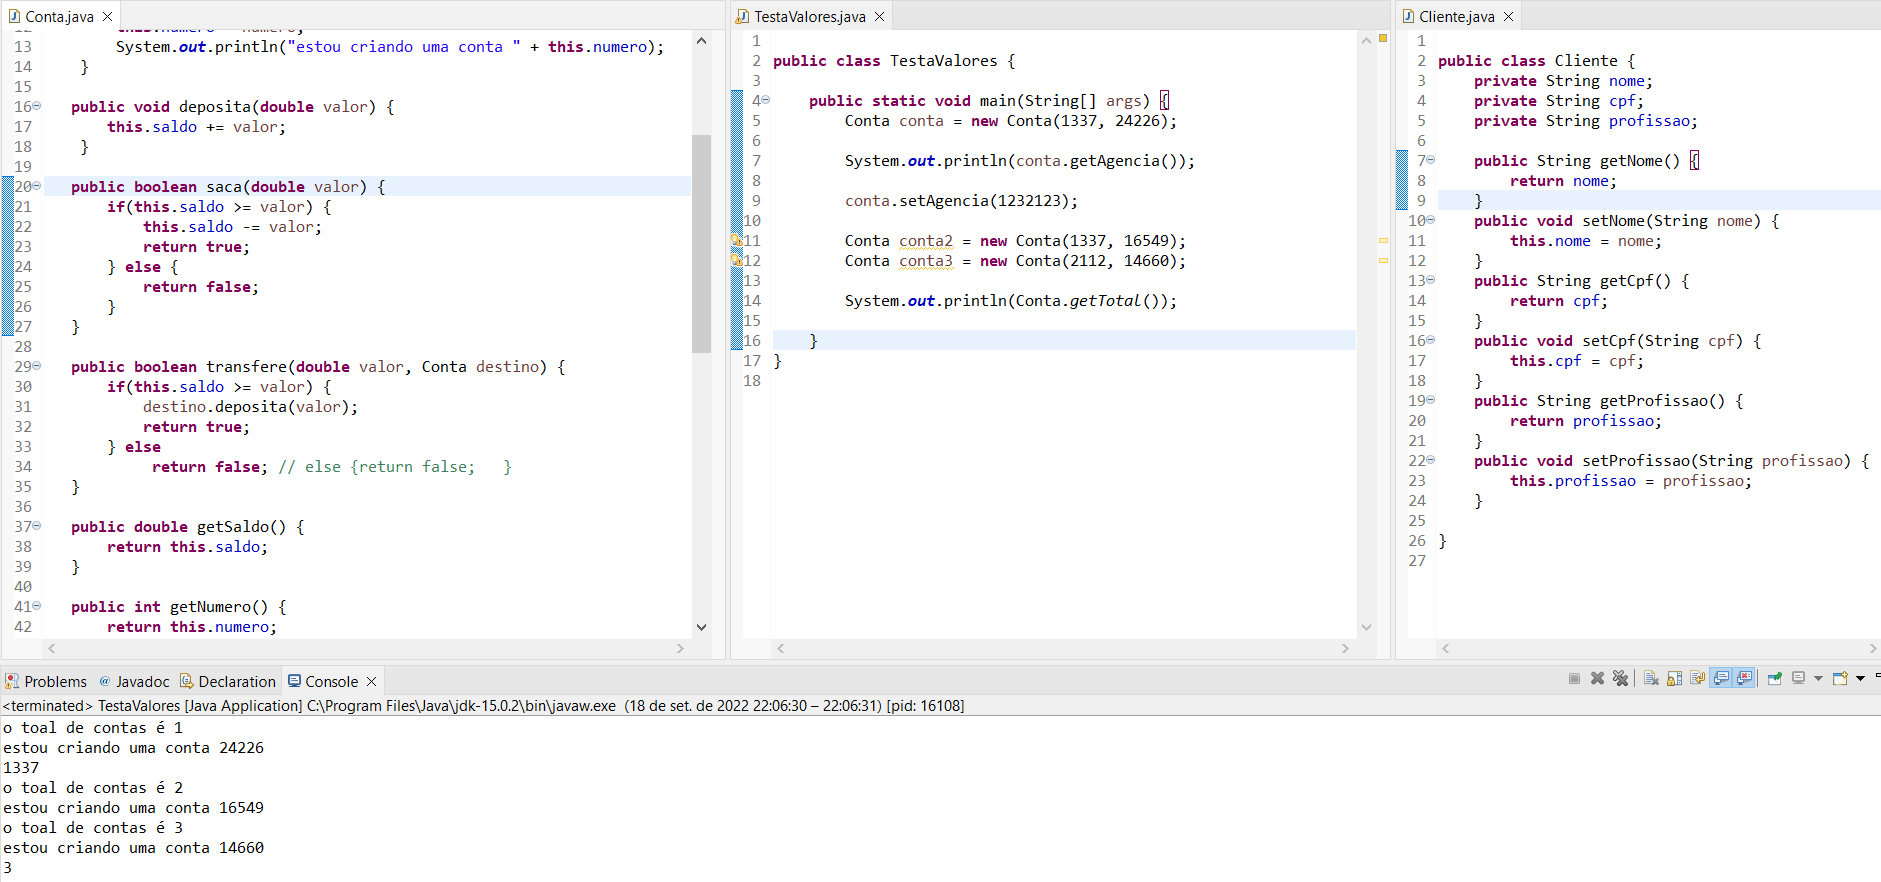 Conta.java
12 this.numero = numero;
13 System.out.println("estou criando uma conta " + this.numero);
14 }
15
16 public void deposita(double valor) {
17 this.saldo += valor;
18 }
19
20 public boolean saca(double valor) {
21 if(this.saldo >= valor) {
22 this.saldo -= valor;
23 return true;
24 } else {
25 return false;
26 }
27 }
28
29 public boolean transfere(double valor, Conta destino) {
30 if(this.saldo >= valor) {
31 destino.deposita(valor);
32 return true;
33 } else
34 return false; // else {return false;   }
35 }
36
37 public double getSaldo() {
38 return this.saldo;
39 }
40
41 public int getNumero() {
42 return this.numero;
TestaValores.java
1
2 public class TestaValores {
3
4 public static void main(String[] args) {
5 Conta conta = new Conta(1337, 24226);
6
7 System.out.println(conta.getAgencia());
8
9 conta.setAgencia(1232123);
10
11 Conta conta2 = new Conta(1337, 16549);
12 Conta conta3 = new Conta(2112, 14660);
13
14 System.out.println(Conta.getTotal());
15
16 }
17 }
18
Cliente.java
1
2 public class Cliente {
3 private String nome;
4 private String cpf;
5 private String profissao;
6
7 public String getNome() {
8 return nome;
9 }
10 public void setNome(String nome) {
11 this.nome = nome;
12 }
13 public String getCpf() {
14 return cpf;
15 }
16 public void setCpf(String cpf) {
17 this.cpf = cpf;
18 }
19 public String getProfissao() {
20 return profissao;
21 }
22 public void setProfissao(String profissao) {
23 this.profissao = profissao;
24 }
25
26 }
27
Problems @ Javadoc Declaration Console
<terminated> TestaValores [Java Application] C:\Program Files\Java\jdk-15.0.2\bin\javaw.exe (18 de set. de 2022 22:06:30 – 22:06:31) [pid: 16108]
o toal de contas é 1
estou criando uma conta 24226
1337
o toal de contas é 2
estou criando uma conta 16549
o toal de contas é 3
estou criando uma conta 14660
3